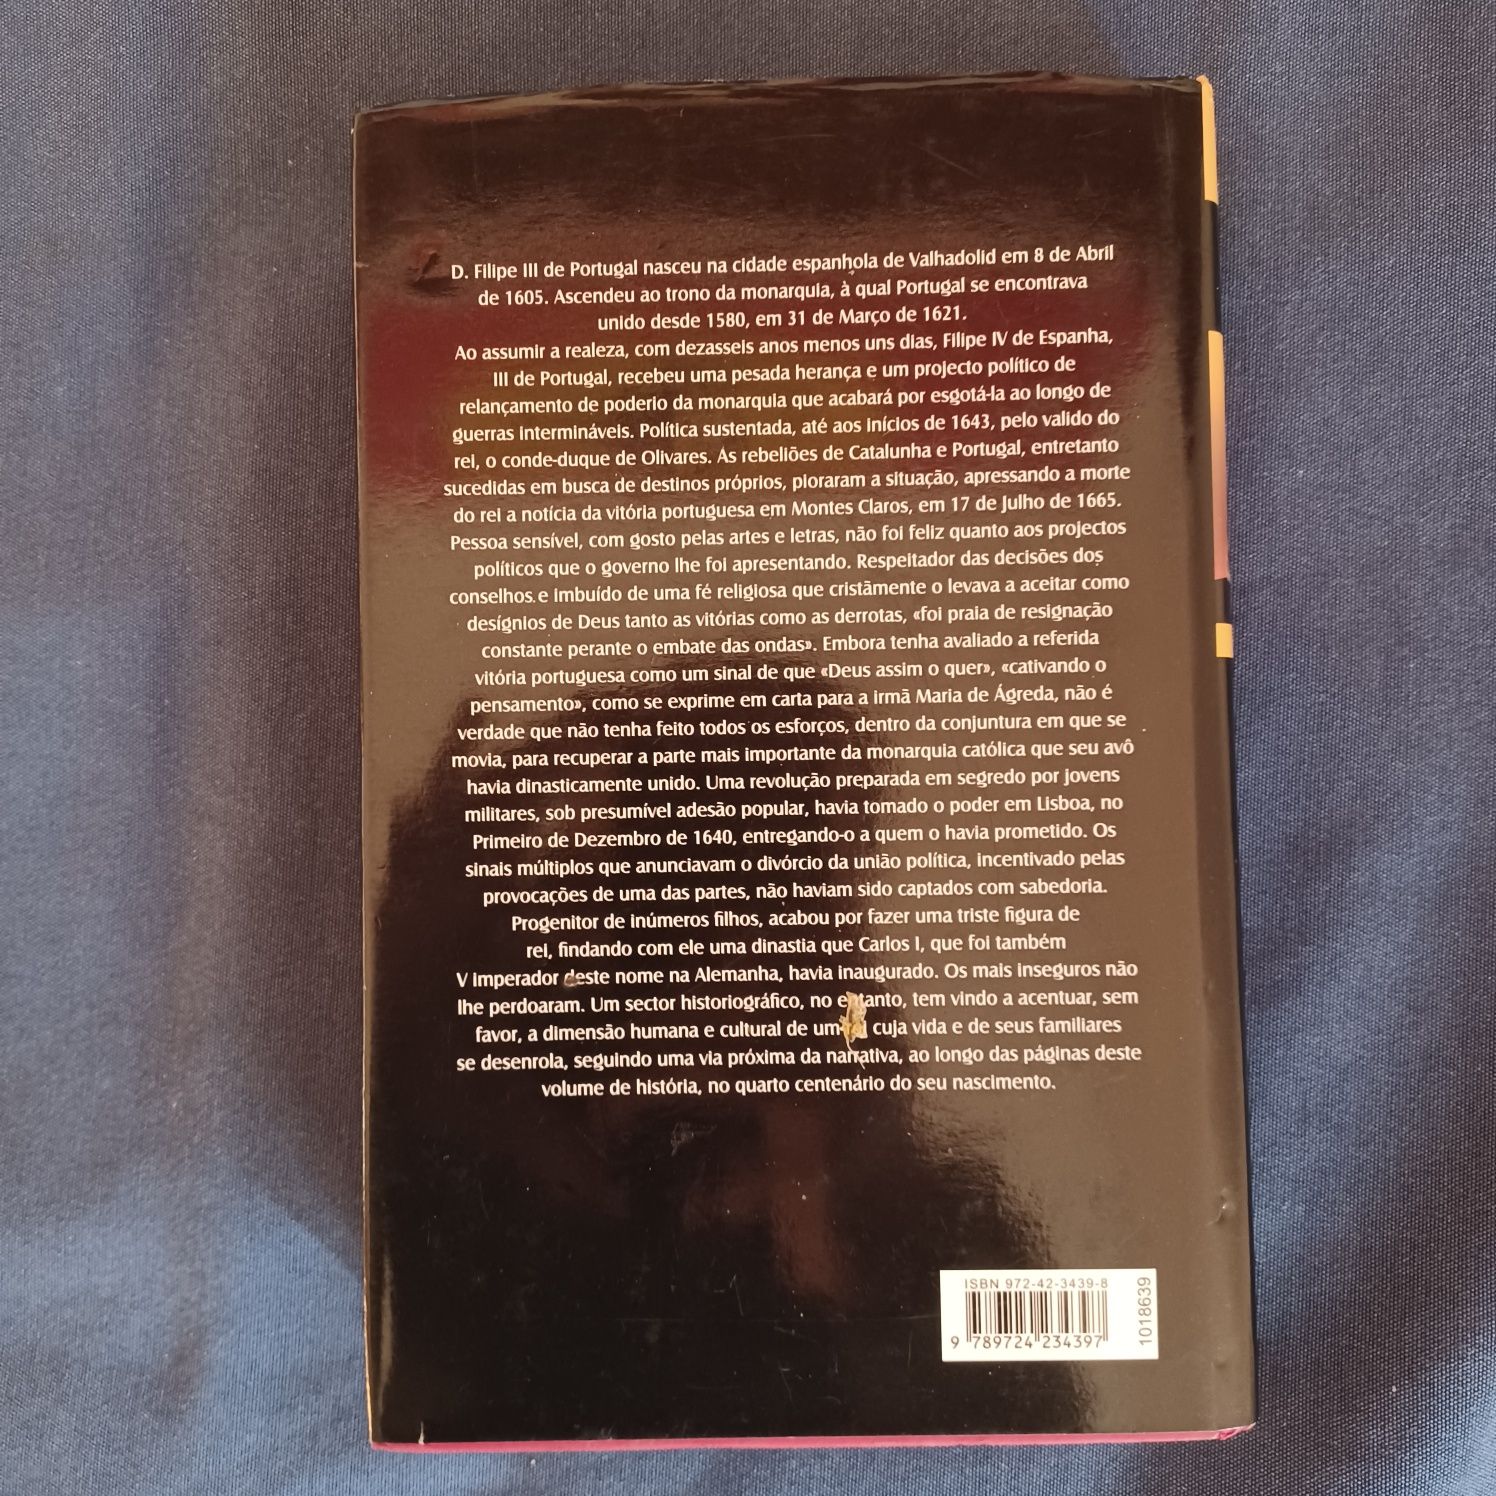 D. Filipe III de Portugal nasceu na cidade espanhola de Valhadolid em 8 de Abril
de 1605. Ascendeu ao trono da monarquia, à qual Portugal se encontrava
unido desde 1580, em 31 de Março de 1621.
Ao assumir a realeza, com dezasseis anos menos uns dias, Filipe IV de Espanha,
III de Portugal, recebeu uma pesada herança e um projecto político de
relançamento de poderio da monarquia que acabará por esgotá-la ao longo de
guerras intermináveis. Política sustentada, até aos inícios de 1643, pelo valido do
rei, o conde-duque de Olivares. As rebeliões de Catalunha e Portugal, entretanto
sucedidas em busca de destinos próprios, pioraram a situação, apressando a morte
do rei a notícia da vitória portuguesa em Montes Claros, em 17 de Julho de 1665.
Pessoa sensível, com gosto pelas artes e letras, não foi feliz quanto aos projectos
políticos que o governo lhe foi apresentando. Respeitador das decisões dos
conselhos e imbuído de uma fé religiosa que cristãmente o levava a aceitar como
desígnios de Deus tanto as vitórias como as derrotas, «foi praia de resignação
constante perante o embate das ondas». Embora tenha avaliado a referida
vitória portuguesa como um sinal de que «Deus assim o quer», «cativando o
pensamento», como se exprime em carta para a irmã Maria de Ágreda, não é
verdade que não tenha feito todos os esforços, dentro da conjuntura em que se
movia, para recuperar a parte mais importante da monarquia católica que seu avô
havia dinasticamente unido. Uma revolução preparada em segredo por jovens
militares, sob presumível adesão popular, havia tomado o poder em Lisboa, no
Primeiro de Dezembro de 1640, entregando-o a quem o havia prometido. Os
sinais múltiplos que anunciavam o divórcio da união política, incentivado pelas
provocações de uma das partes, não haviam sido captados com sabedoria.
Progenitor de inúmeros filhos, acabou por fazer uma triste figura de
rei, findando com ele uma dinastia que Carlos I, que foi também
V imperador deste nome na Alemanha, havia inaugurado. Os mais inseguros não
lhe perdoaram. Um sector historiográfico, no entanto, tem vindo a acentuar, sem
favor, a dimensão humana e cultural de um cuja vida e de seus familiares
se desenrola, seguindo uma via próxima da narrativa, ao longo das páginas deste
volume de história, no quarto centenário do seu nascimento.
ISBN 972-42-3439-8
9 789724 234397
1018639